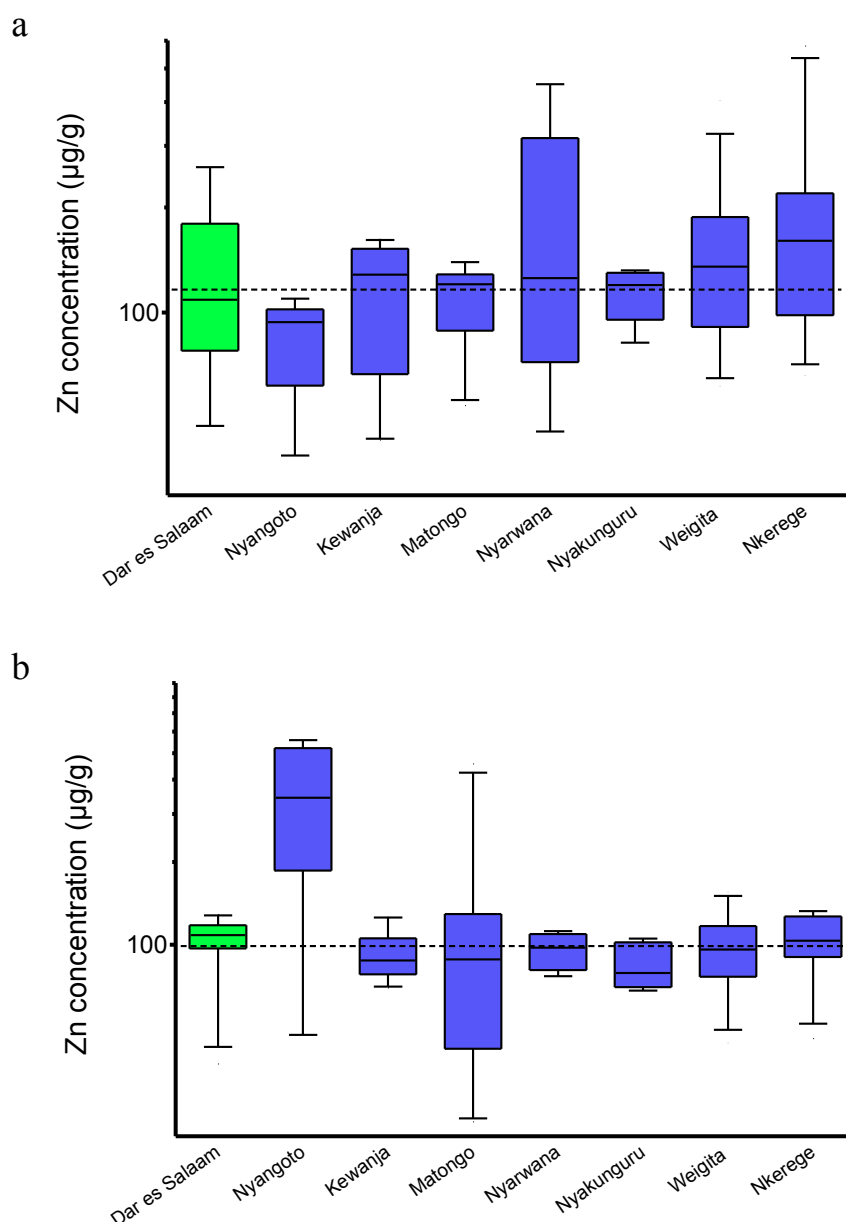 a
Zn concentration (µg/g)
100
Dar es Salaam
Nyangoto
Kewanja
Matongo
Nyarwana
Nyakunguru
Weigita
Nkerege
b
Zn concentration (µg/g)
100
Dar es Salaam
Nyangoto
Kewanja
Matongo
Nyarwana
Nyakunguru
Weigita
Nkerege